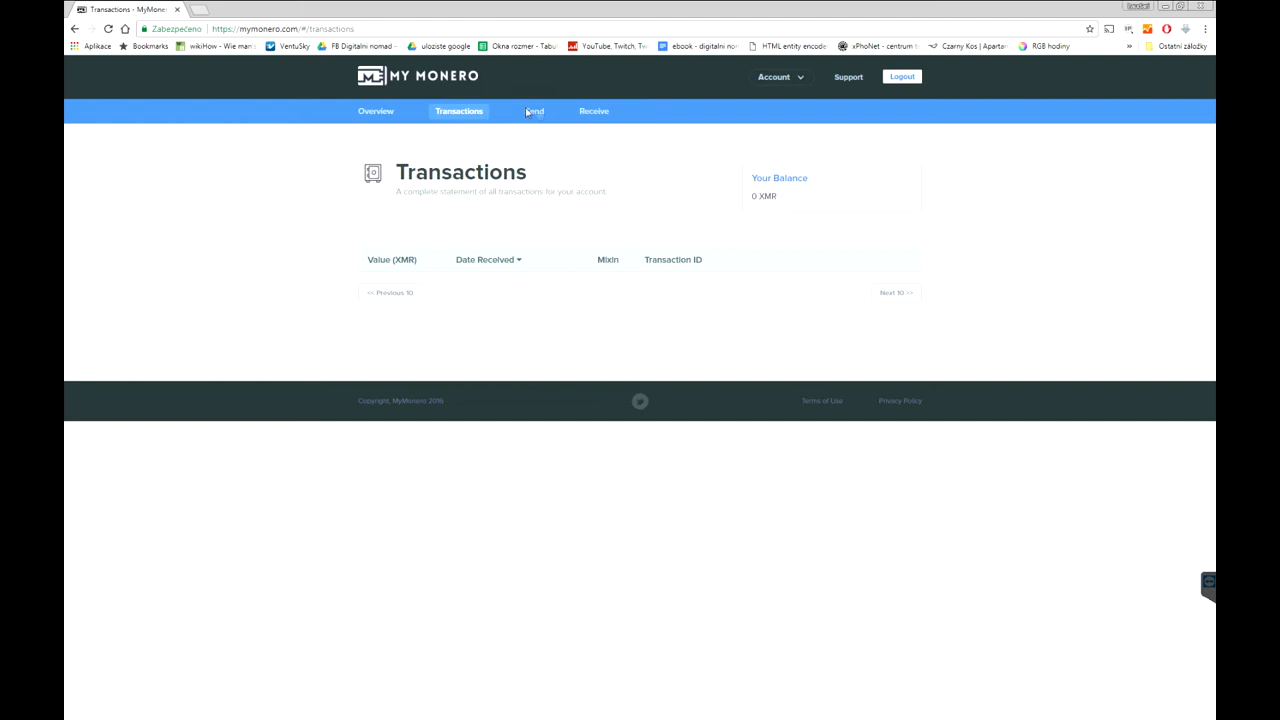 Transactions - MyMone
Zabezpečeno https://mymonero.com/#/transactions
Aplikace Bookmarks wikiHow - Wie man VentuSky FB Digitalni nomad uloziste google Okna rozmer - Tabu YouTube, Twitch, Tw ebook - digitalni no HTML entity encode xPhoNet - centrum Czarny Kos | Apartan RGB hodiny » Ostatní záložky
MY MONERO
Account Support Logout
Overview Transactions Send Receive
Transactions
A complete statement of all transactions for your account.
Your Balance
0 XMR
Value (XMR) Date Received Mixin Transaction ID
<< Previous 10 Next 10 >>
Copyright, MyMonero 2016 Terms of Use Privacy Policy